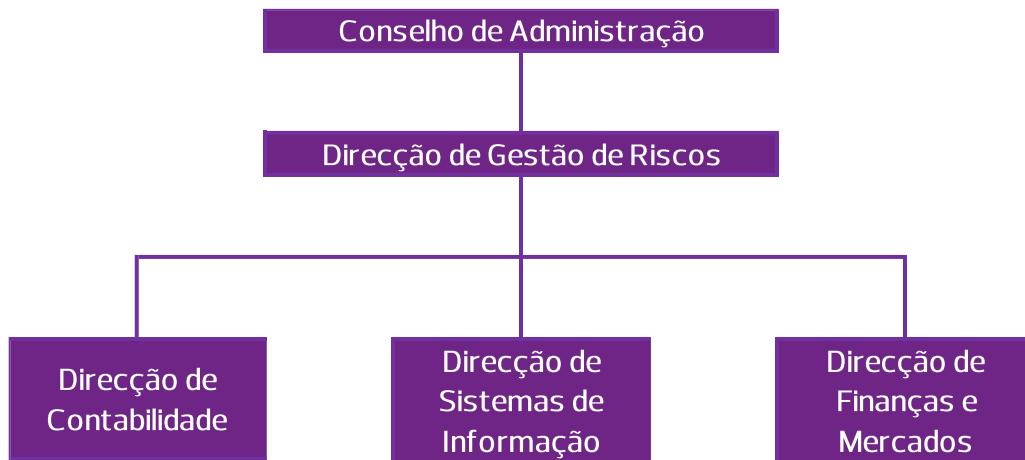 Conselho de Administração
Direcção de Gestão de Riscos
Direcção de
Contabilidade
Direcção de
Sistemas de
Informação
Direcção de
Finanças e
Mercados